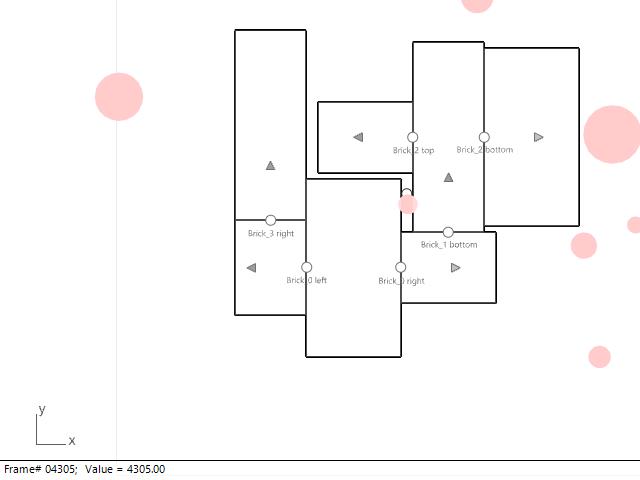 Brick_2 top
Brick_2 bottom
Brick_3 right
Brick_1 bottom
Brick_0 left
Brick_0 right
y
x
Frame# 04305; Value = 4305.00